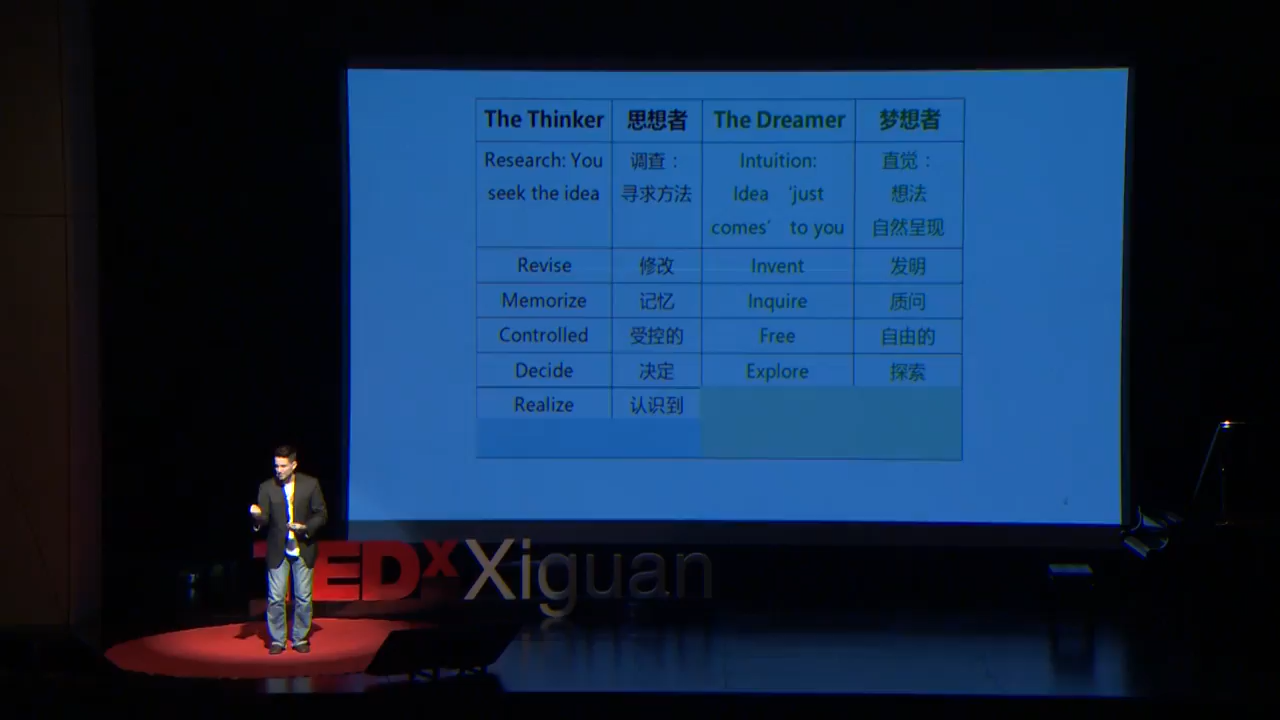 The Thinker 思想者 The Dreamer 梦想者
Research: You 调查： Intuition: 直觉：
seek the idea 寻求方法 Idea ‘just 想法
comes’ to you 自然呈现
Revise 修改 Invent 发明
Memorize 记忆 Inquire 质问
Controlled 受控的 Free 自由的
Decide 决定 Explore 探索
Realize 认识到
TEDxXiguan